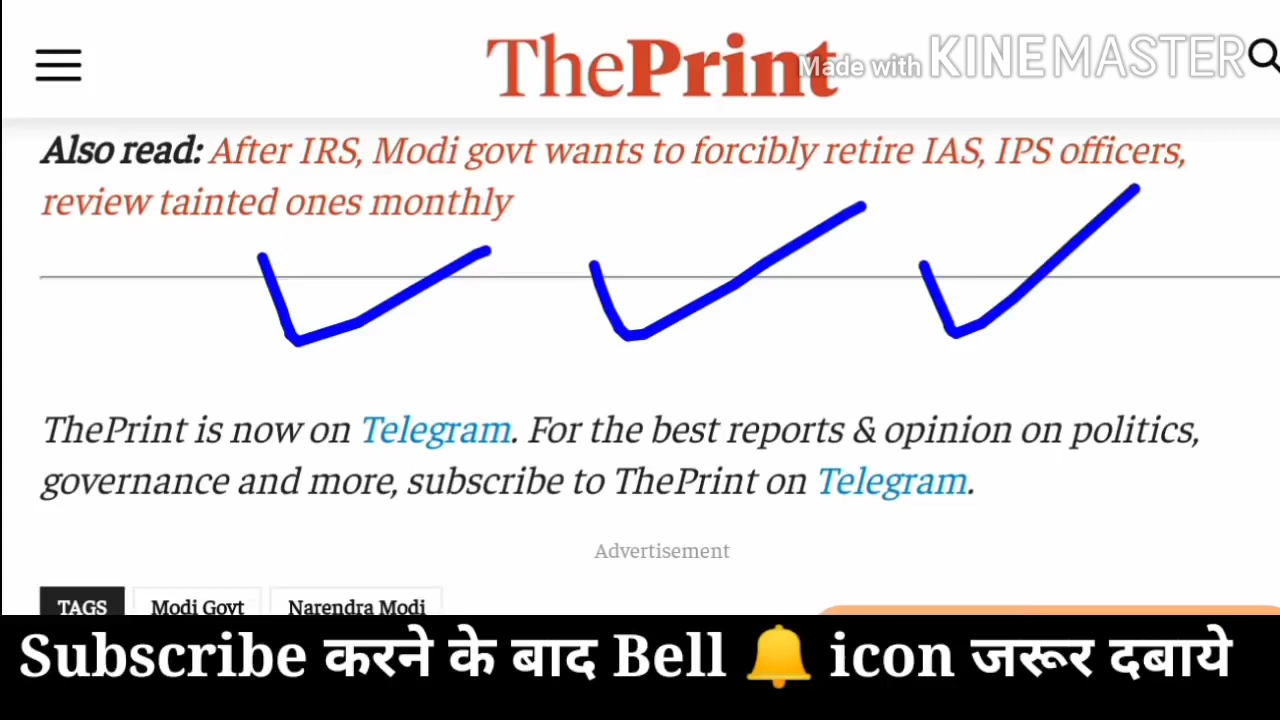 ThePrint
Made with KINEMASTER
Also read: After IRS, Modi govt wants to forcibly retire IAS, IPS officers,
review tainted ones monthly
ThePrint is now on Telegram. For the best reports & opinion on politics,
governance and more, subscribe to ThePrint on Telegram.
Advertisement
TAGS Modi Govt Narendra Modi
Subscribe करने के बाद Bell 🔔 icon जरूर दबाये